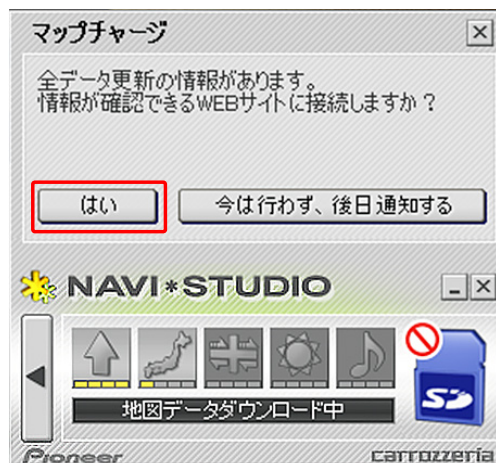 マップチャージ
全データ更新の情報があります。
情報が確認できるWEBサイトに接続しますか？
はい
今は行わず、後日通知する
NAVI*STUDIO
地図データダウンロード中
SD
Pioneer
carrozzeria